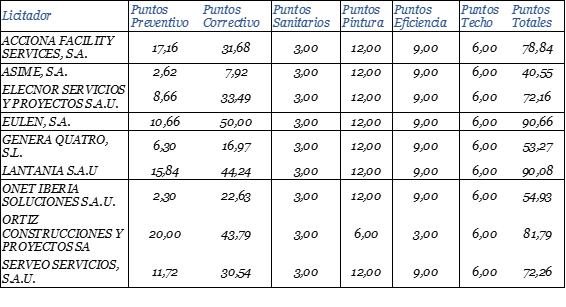 Licitador Puntos Preventivo Puntos Correctivo Puntos Sanitarios Puntos Pintura Puntos Eficiencia Puntos Techo Puntos Totales
ACCIONA FACILITY SERVICES, S.A. 17,16 31,68 3,00 12,00 9,00 6,00 78,84
ASIME, S.A. 2,62 7,92 3,00 12,00 9,00 6,00 40,55
ELECNOR SERVICIOS Y PROYECTOS S.A.U. 8,66 33,49 3,00 12,00 9,00 6,00 72,16
EULEN, S.A. 10,66 50,00 3,00 12,00 9,00 6,00 90,66
GENERA QUATRO, S.L. 6,30 16,97 3,00 12,00 9,00 6,00 53,27
LANTANIA S.A.U 15,84 44,24 3,00 12,00 9,00 6,00 90,08
ONET IBERIA SOLUCIONES S.A.U. 2,30 22,63 3,00 12,00 9,00 6,00 54,93
ORTIZ CONSTRUCCIONES Y PROYECTOS SA 20,00 43,79 3,00 6,00 3,00 6,00 81,79
SERVEO SERVICIOS, S.A.U. 11,72 30,54 3,00 12,00 9,00 6,00 72,26